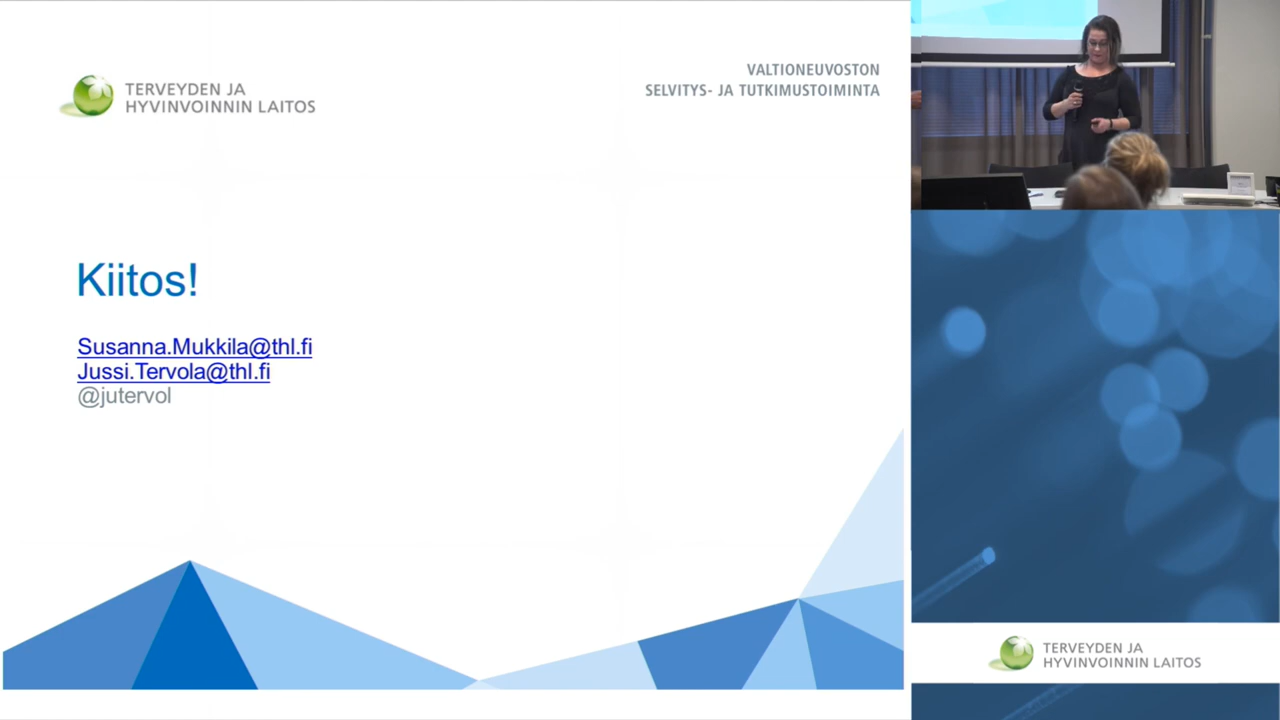 TERVEYDEN JA
HYVINVOINNIN LAITOS
VALTIONEUVOSTON
SELVITYS- JA TUTKIMUSTOIMINTA
Kiitos!
Susanna.Mukkila@thl.fi
Jussi.Tervola@thl.fi
@jutervol
TERVEYDEN JA
HYVINVOINNIN LAITOS